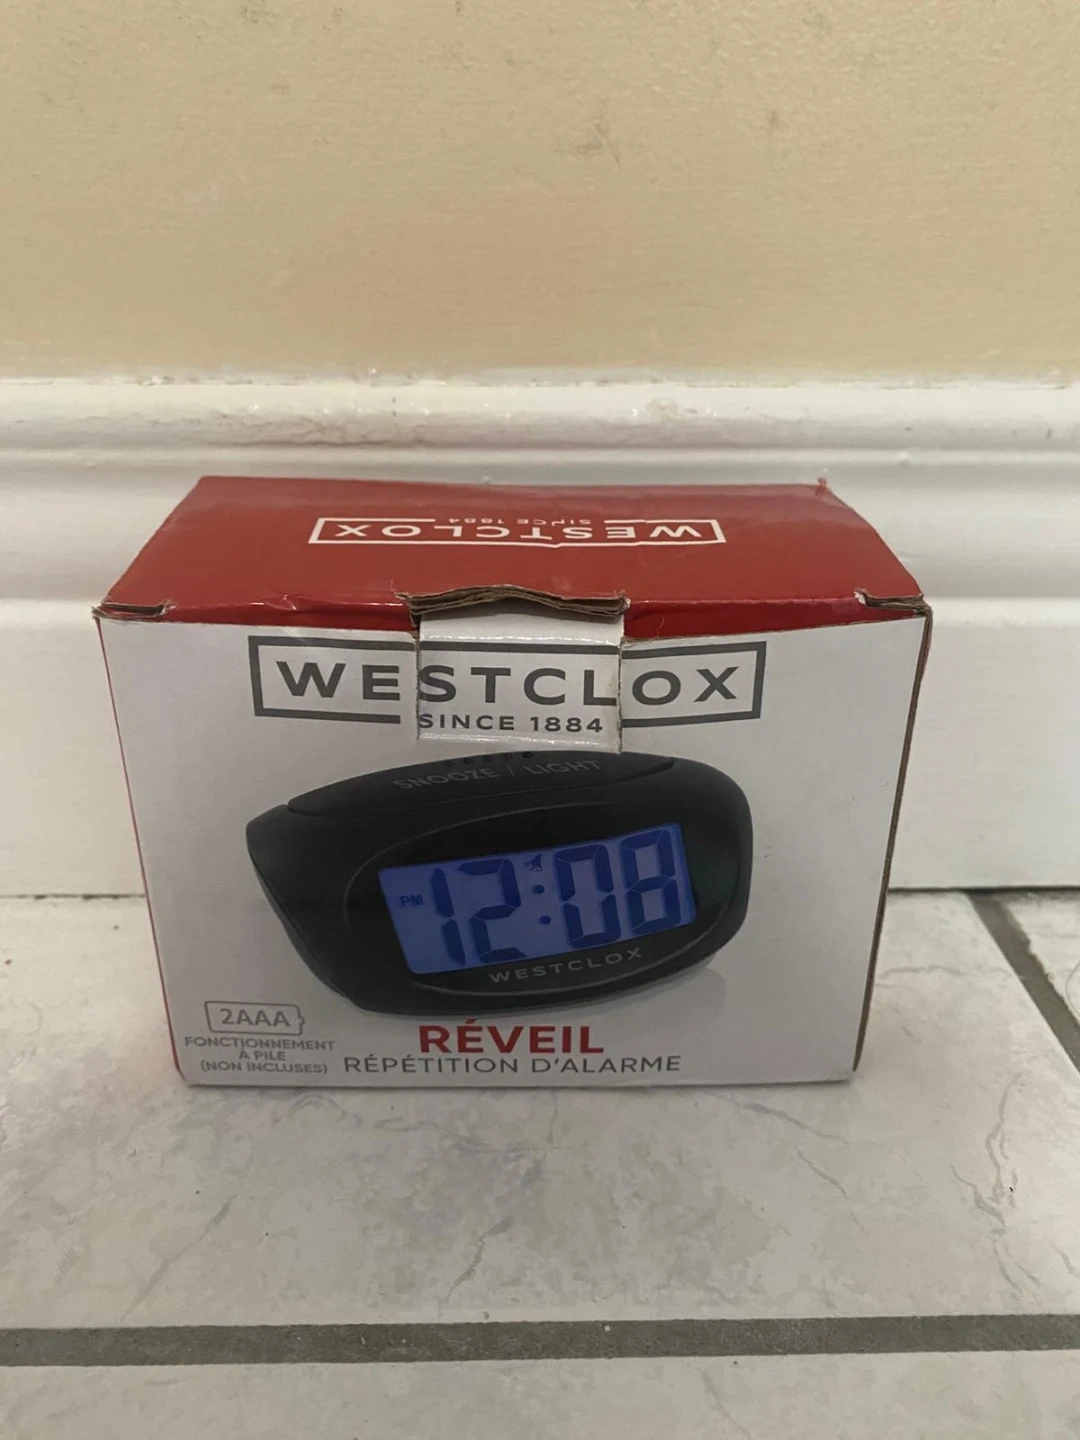 WESTCLOX
SINCE 1884
WESTCLOX
SINCE 1884
SNOOZE / LIGHT
PM 12:08
WESTCLOX
2AAA
FONCTIONNEMENT
À PILE
(NON INCLUSES)
RÉVEIL
RÉPÉTITION D'ALARME